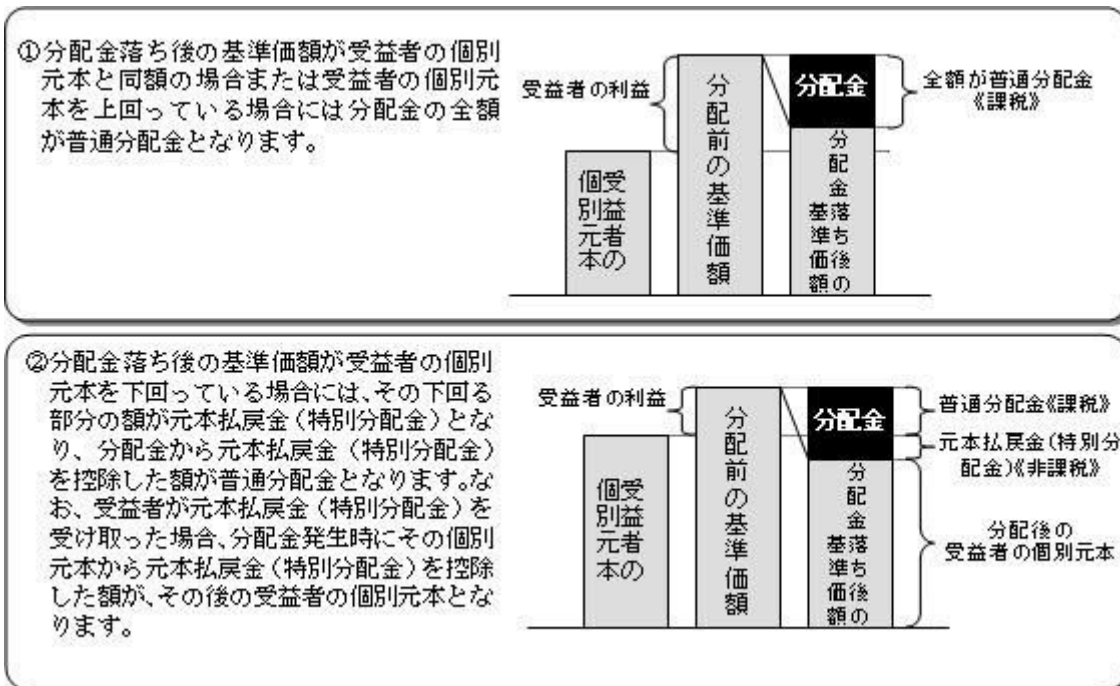 ①分配金落ち後の基準価額が受益者の個別
元本と同額の場合または受益者の個別元
本を上回っている場合には分配金の全額
が普通分配金となります。
受益者の利益
受益者の
個別元本
分配前の基準価額
分配金
分配金落ち後の
基準価額
全額が普通分配金
《課税》
②分配金落ち後の基準価額が受益者の個別
元本を下回っている場合には、その下回る
部分の額が元本払戻金(特別分配金)とな
り、分配金から元本払戻金(特別分配金)
を控除した額が普通分配金となります。な
お、受益者が元本払戻金(特別分配金)を
受け取った場合、分配金発生時にその個別
元本から元本払戻金(特別分配金)を控除
した額が、その後の受益者の個別元本とな
ります。
受益者の利益
受益者の
個別元本
分配前の基準価額
分配金
分配金落ち後の
基準価額
普通分配金《課税》
元本払戻金(特別分
配金)《非課税》
分配後の
受益者の個別元本